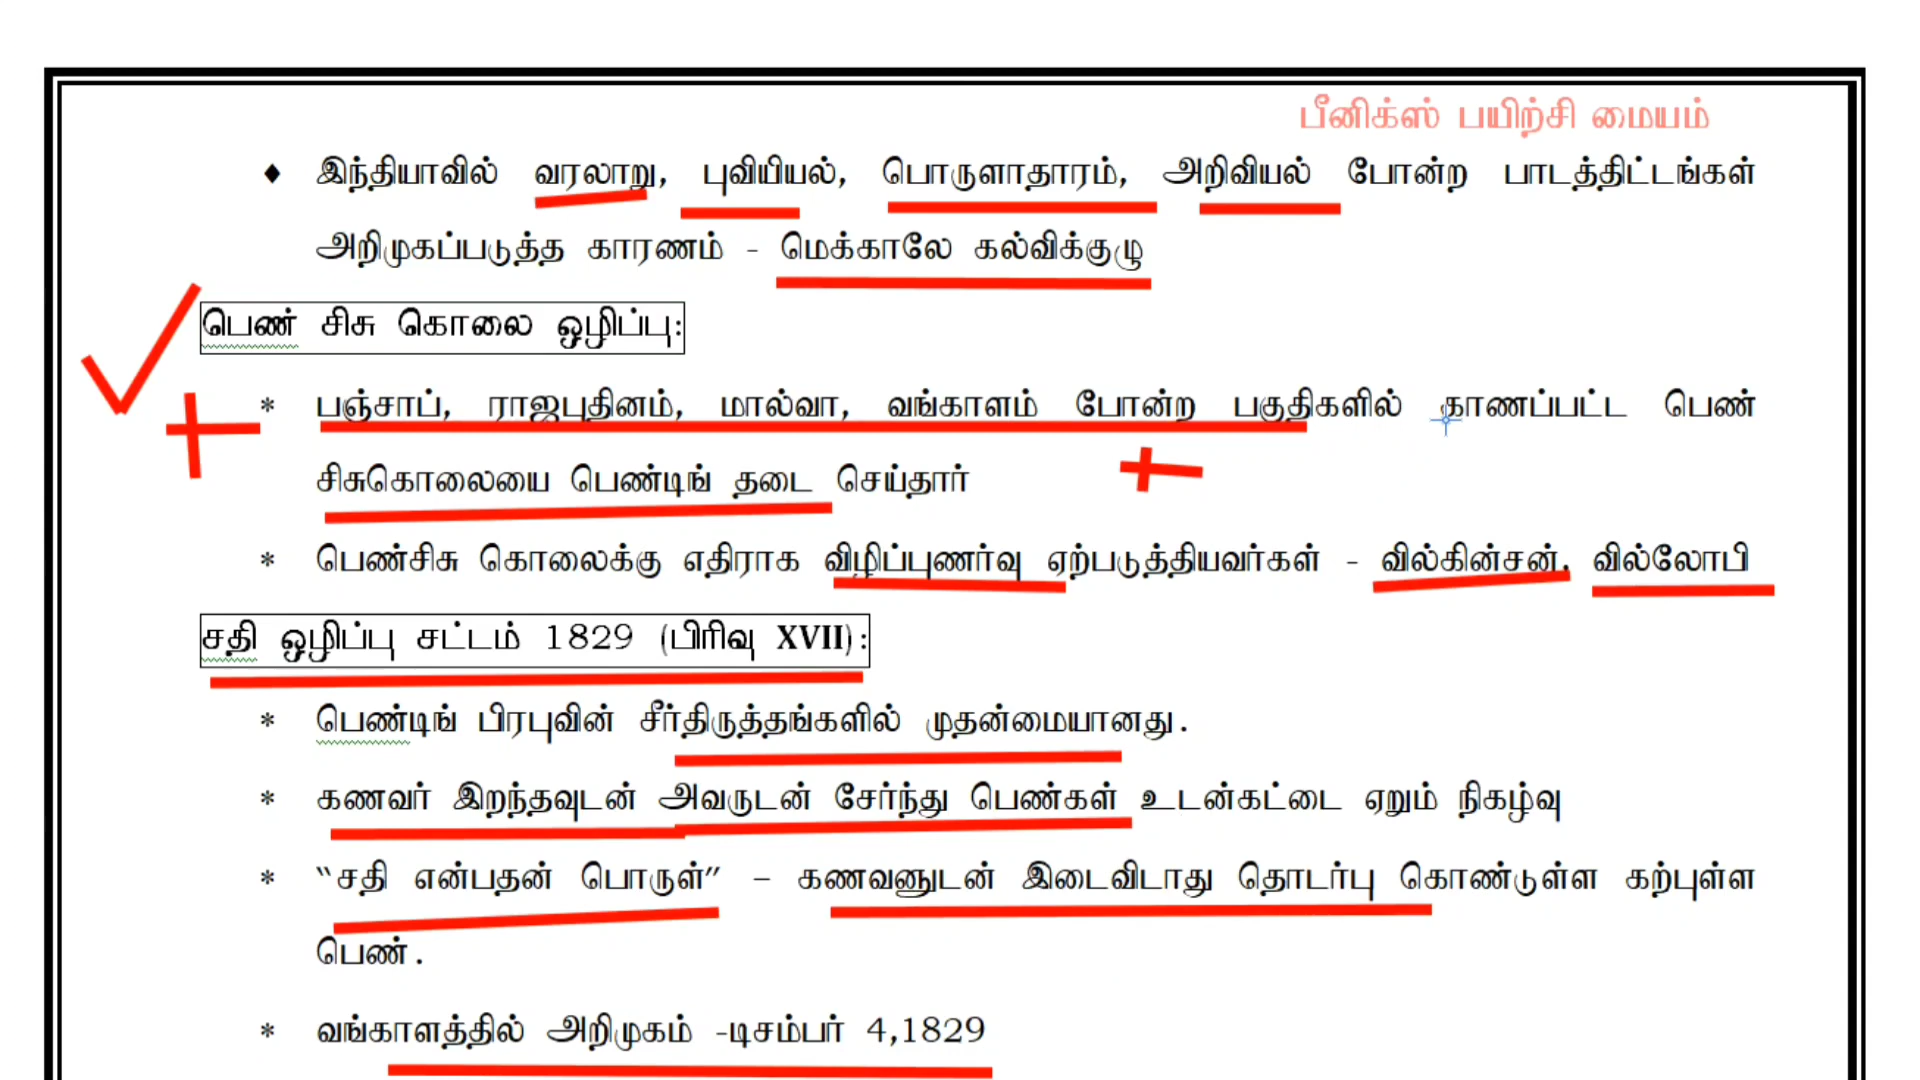 பீனிக்ஸ் பயிற்சி மையம்
♦ இந்தியாவில் வரலாறு, புவியியல், பொருளாதாரம், அறிவியல் போன்ற பாடத்திட்டங்கள்
அறிமுகப்படுத்த காரணம் - மெக்காலே கல்விக்குழு
பெண் சிசு கொலை ஒழிப்பு:
* பஞ்சாப், ராஜபுதினம், மால்வா, வங்காளம் போன்ற பகுதிகளில் காணப்பட்ட பெண்
சிசுகொலையை பெண்டிங் தடை செய்தார்
* பெண்சிசு கொலைக்கு எதிராக விழிப்புணர்வு ஏற்படுத்தியவர்கள் - வில்கின்சன், வில்லோபி
சதி ஒழிப்பு சட்டம் 1829 (பிரிவு XVII):
* பெண்டிங் பிரபுவின் சீர்திருத்தங்களில் முதன்மையானது.
* கணவர் இறந்தவுடன் அவருடன் சேர்ந்து பெண்கள் உடன்கட்டை ஏறும் நிகழ்வு
* “சதி என்பதன் பொருள்” – கணவனுடன் இடைவிடாது தொடர்பு கொண்டுள்ள கற்புள்ள
பெண்.
* வங்காளத்தில் அறிமுகம் -டிசம்பர் 4,1829